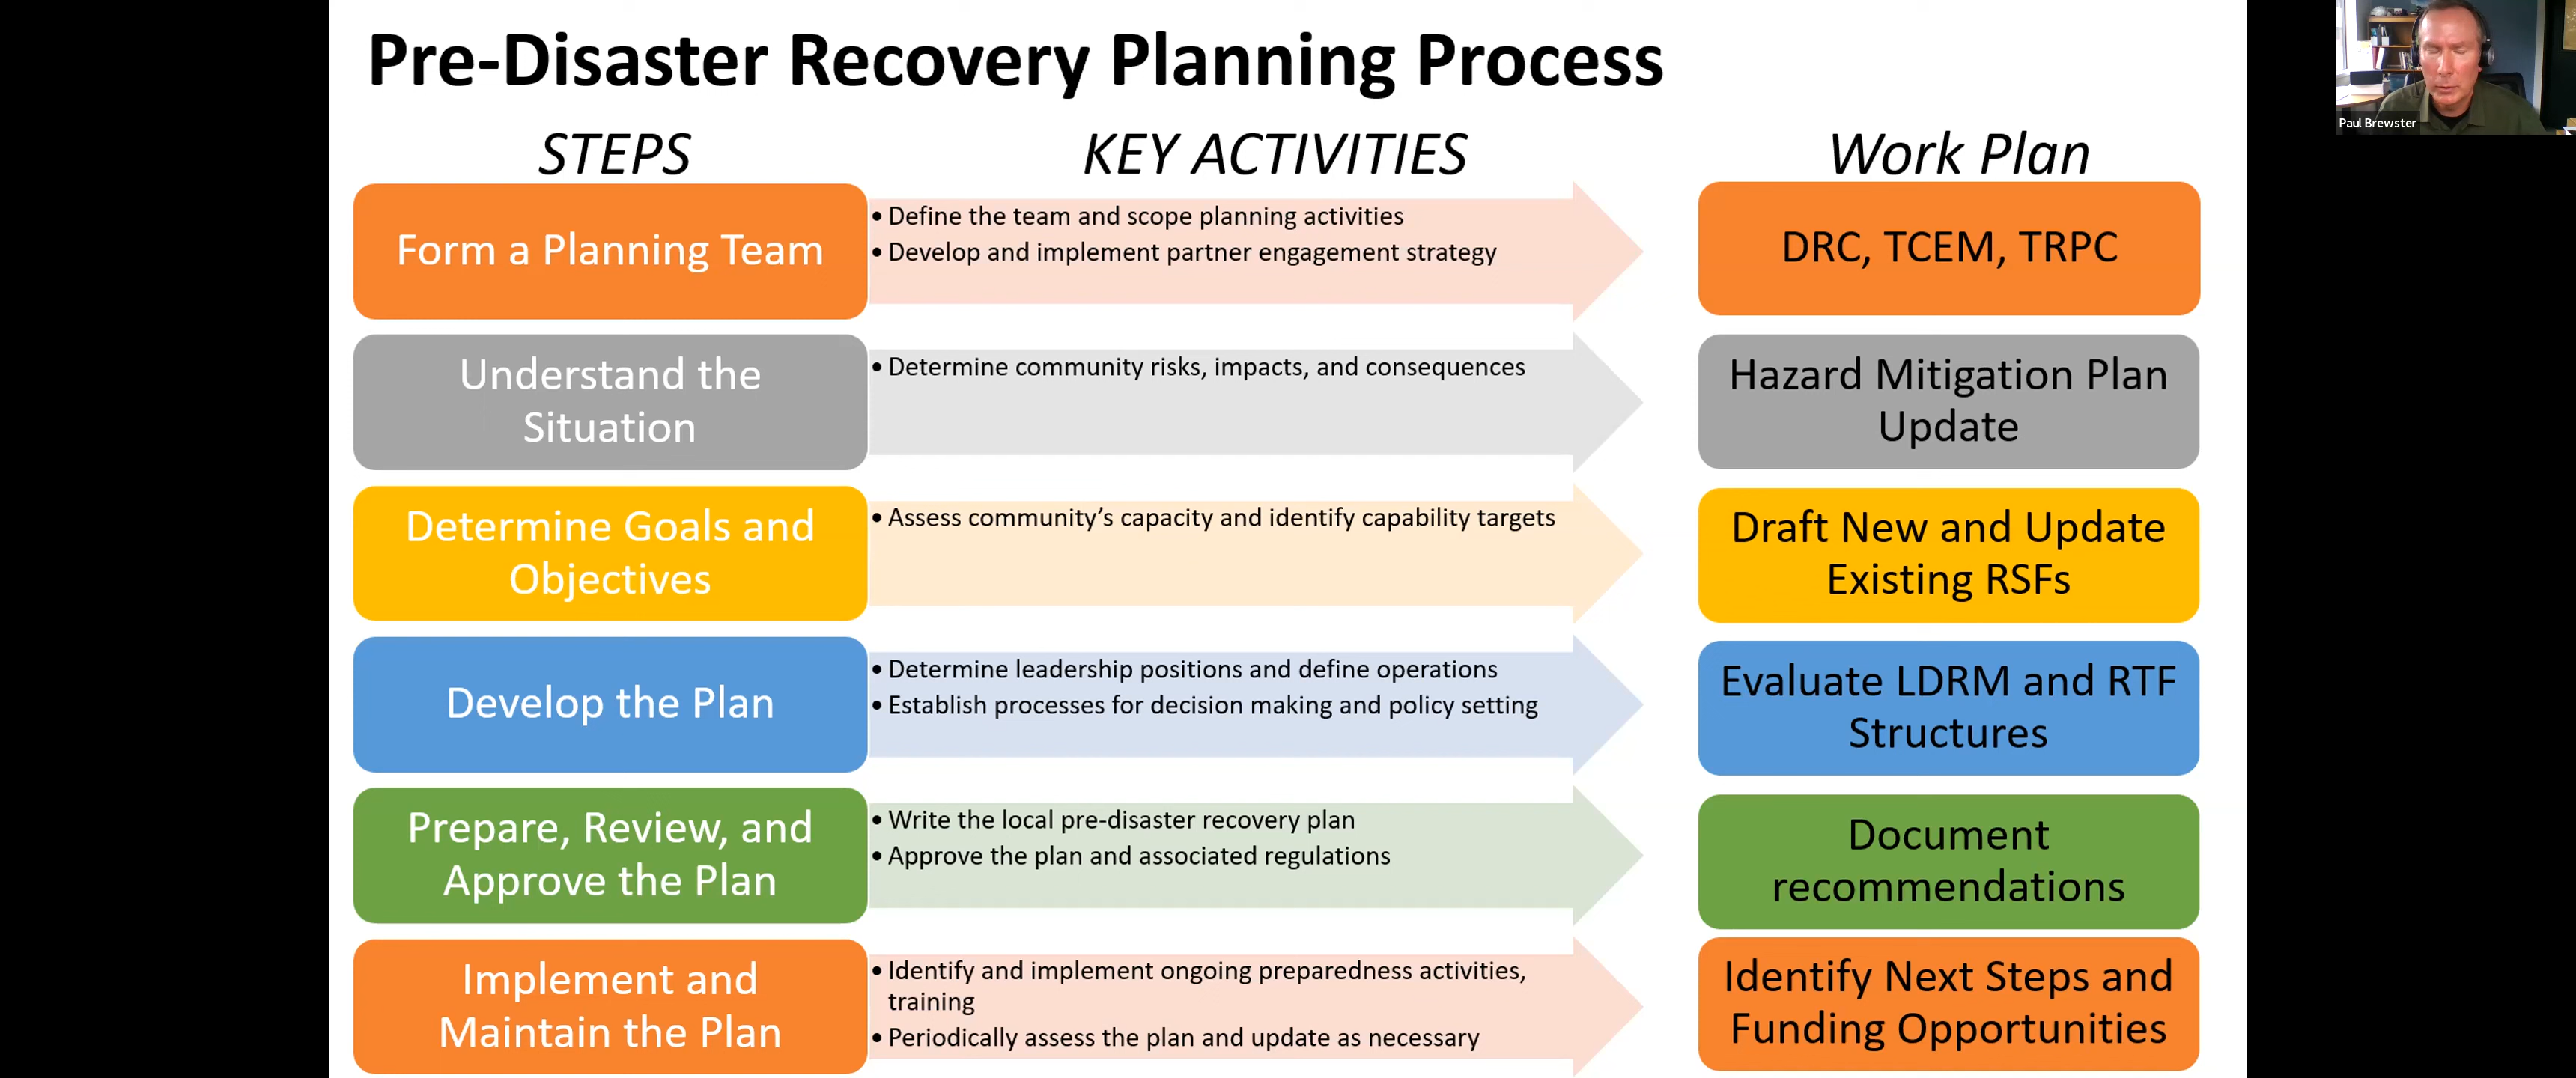 Pre-Disaster Recovery Planning Process
STEPS
KEY ACTIVITIES
Work Plan
Form a Planning Team
• Define the team and scope planning activities
• Develop and implement partner engagement strategy
DRC, TCEM, TRPC
Understand the
Situation
• Determine community risks, impacts, and consequences
Hazard Mitigation Plan
Update
Determine Goals and
Objectives
• Assess community’s capacity and identify capability targets
Draft New and Update
Existing RSFs
Develop the Plan
• Determine leadership positions and define operations
• Establish processes for decision making and policy setting
Evaluate LDRM and RTF
Structures
Prepare, Review, and
Approve the Plan
• Write the local pre-disaster recovery plan
• Approve the plan and associated regulations
Document
recommendations
Implement and
Maintain the Plan
• Identify and implement ongoing preparedness activities,
training
• Periodically assess the plan and update as necessary
Identify Next Steps and
Funding Opportunities
Paul Brewster